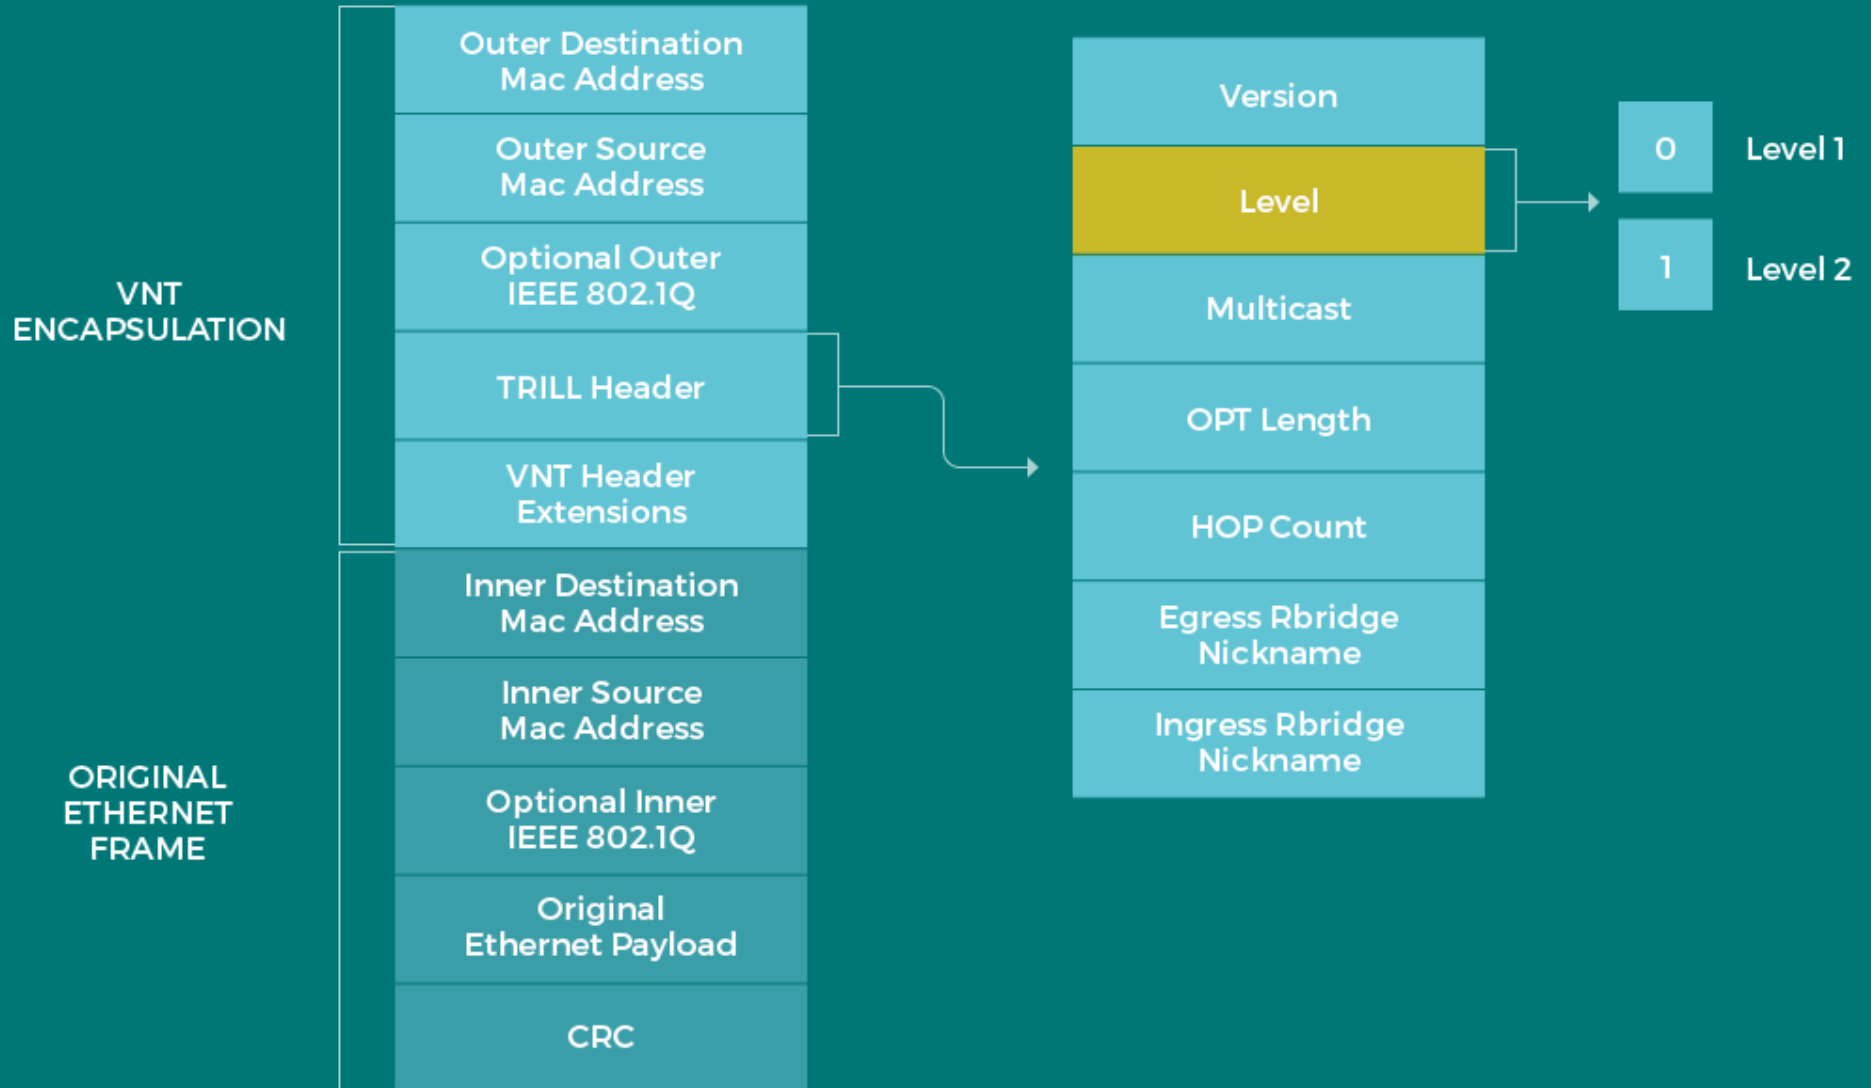 VNT
ENCAPSULATION
Outer Destination
Mac Address
Outer Source
Mac Address
Optional Outer
IEEE 802.1Q
TRILL Header
VNT Header
Extensions
ORIGINAL
ETHERNET
FRAME
Inner Destination
Mac Address
Inner Source
Mac Address
Optional Inner
IEEE 802.1Q
Original
Ethernet Payload
CRC
Version
Level
Multicast
OPT Length
HOP Count
Egress Rbridge
Nickname
Ingress Rbridge
Nickname
0 Level 1
1 Level 2